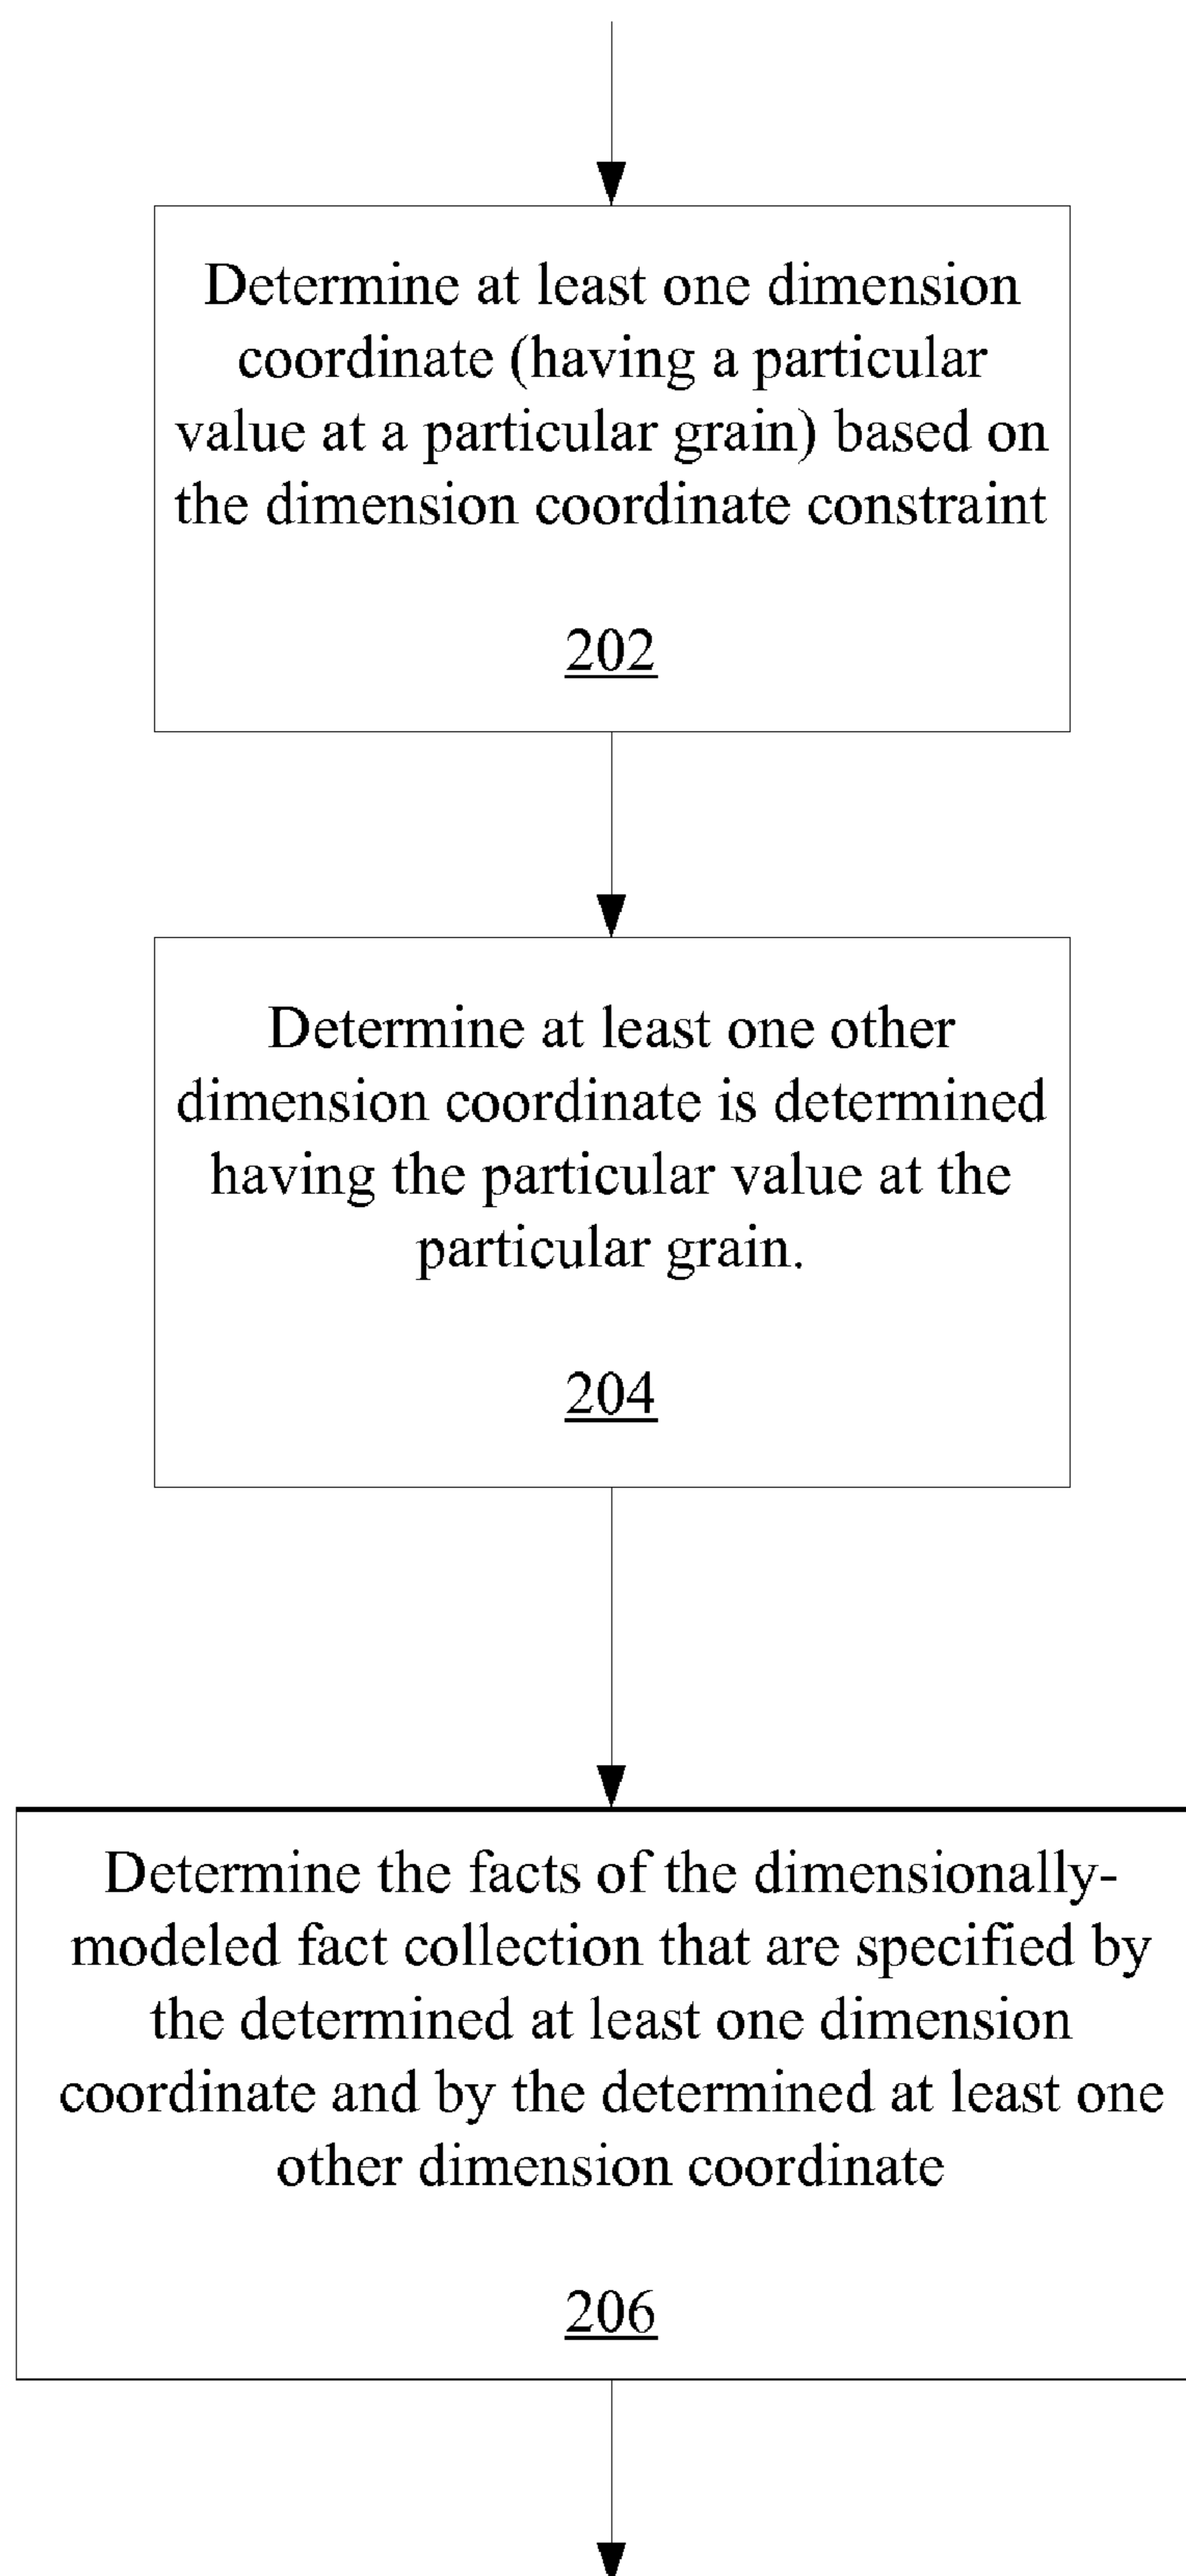 Determine at least one dimension
coordinate (having a particular
value at a particular grain) based on
the dimension coordinate constraint
202
Determine at least one other
dimension coordinate is determined
having the particular value at the
particular grain.
204
Determine the facts of the dimensionally-
modeled fact collection that are specified by
the determined at least one dimension
coordinate and by the determined at least one
other dimension coordinate
206